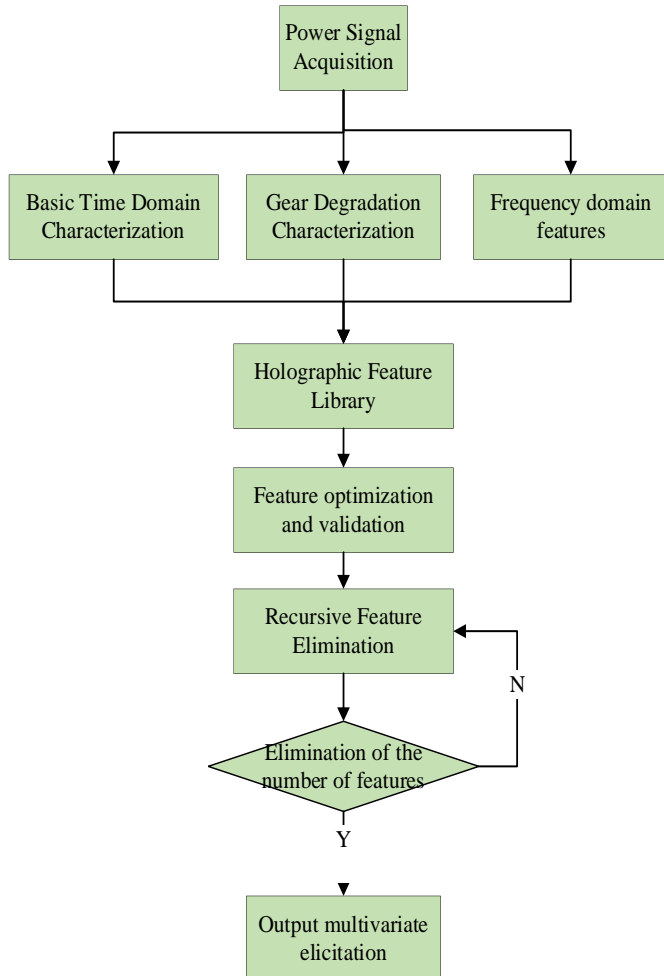 Power Signal
Acquisition
Basic Time Domain
Characterization
Gear Degradation
Characterization
Frequency domain
features
Holographic Feature
Library
Feature optimization
and validation
Recursive Feature
Elimination
N
Elimination of the
number of features
Y
Output multivariate
elicitation